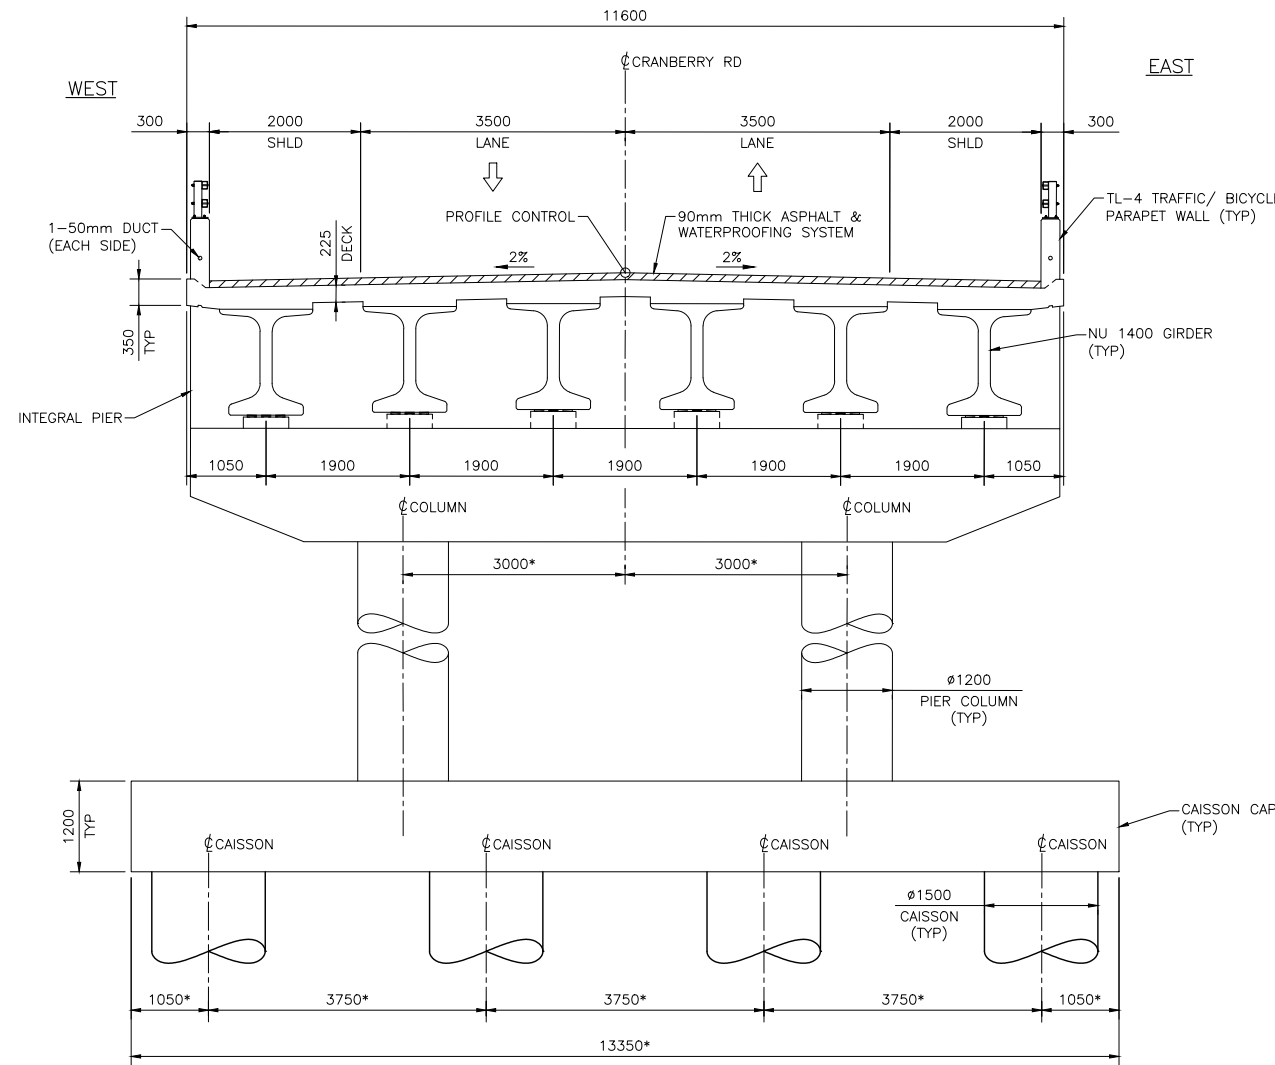 11600
℄ CRANBERRY RD
WEST
EAST
300
2000
SHLD
3500
LANE
3500
LANE
2000
SHLD
300
1-50mm DUCT
(EACH SIDE)
225
DECK
PROFILE CONTROL
90mm THICK ASPHALT &
WATERPROOFING SYSTEM
TL-4 TRAFFIC/ BICYCLE
PARAPET WALL (TYP)
2%
2%
350
TYP
NU 1400 GIRDER
(TYP)
INTEGRAL PIER
1050
1900
1900
1900
1900
1900
1050
℄ COLUMN
℄ COLUMN
3000*
3000*
ø1200
PIER COLUMN
(TYP)
1200
TYP
CAISSON CAP
(TYP)
℄ CAISSON
℄ CAISSON
℄ CAISSON
℄ CAISSON
ø1500
CAISSON
(TYP)
1050*
3750*
3750*
3750*
1050*
13350*